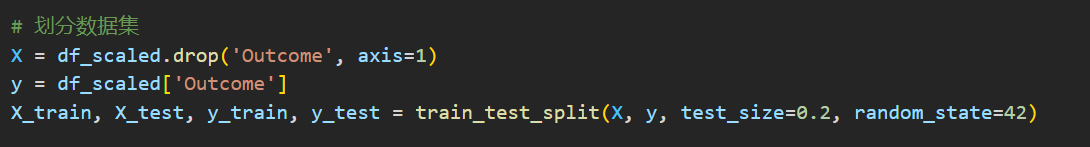 # 划分数据集
X = df_scaled.drop('Outcome', axis=1)
y = df_scaled['Outcome']
X_train, X_test, y_train, y_test = train_test_split(X, y, test_size=0.2, random_state=42)